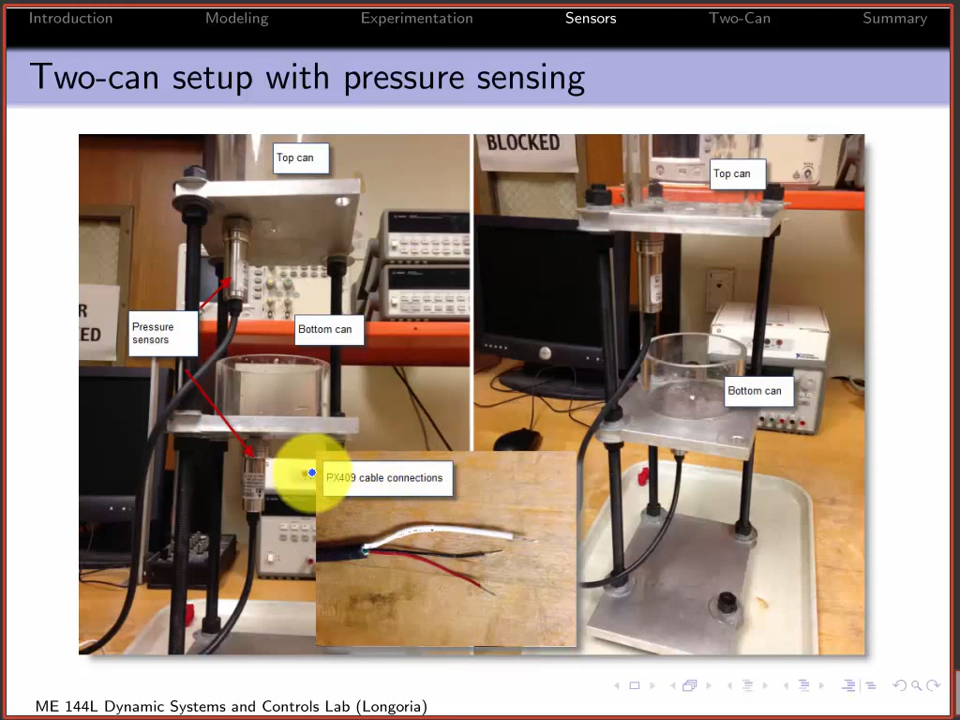 Introduction Modeling Experimentation Sensors Two-Can Summary
Two-can setup with pressure sensing
Top can
BLOCKED
Top can
Pressure
sensors
Bottom can
Bottom can
PX409 cable connections
ME 144L Dynamic Systems and Controls Lab (Longoria)